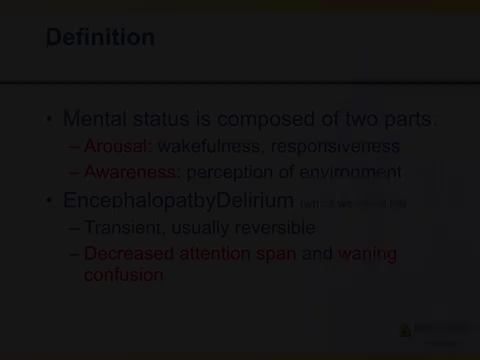 Definition
• Mental status is composed of two parts
– Arousal: wakefulness, responsiveness
– Awareness: perception of environment
• EncephalopatbyDelirium
– Transient, usually reversible
– Decreased attention span and waning
confusion